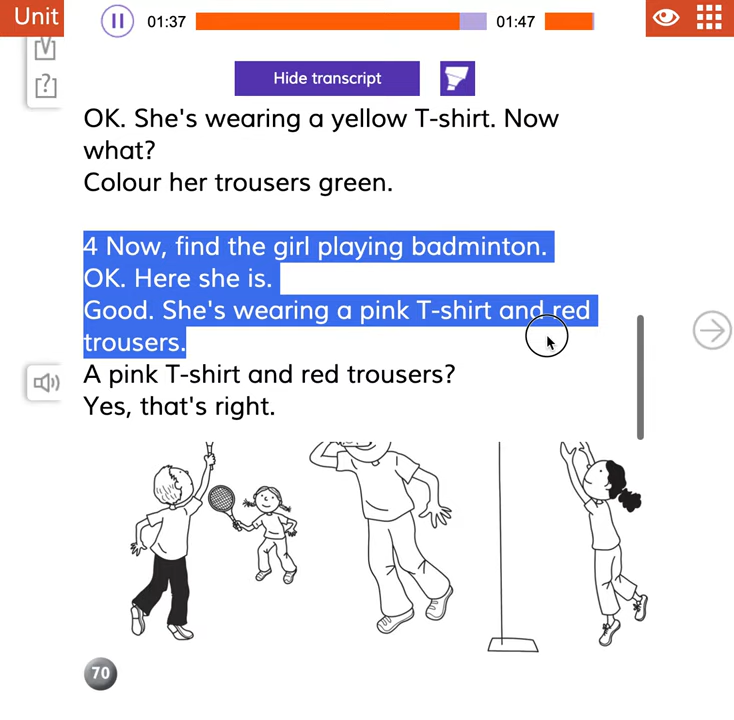 Unit
01:37
01:47
Hide transcript
OK. She's wearing a yellow T-shirt. Now
what?
Colour her trousers green.
4 Now, find the girl playing badminton.
OK. Here she is.
Good. She's wearing a pink T-shirt and red
trousers.
A pink T-shirt and red trousers?
Yes, that's right.
70